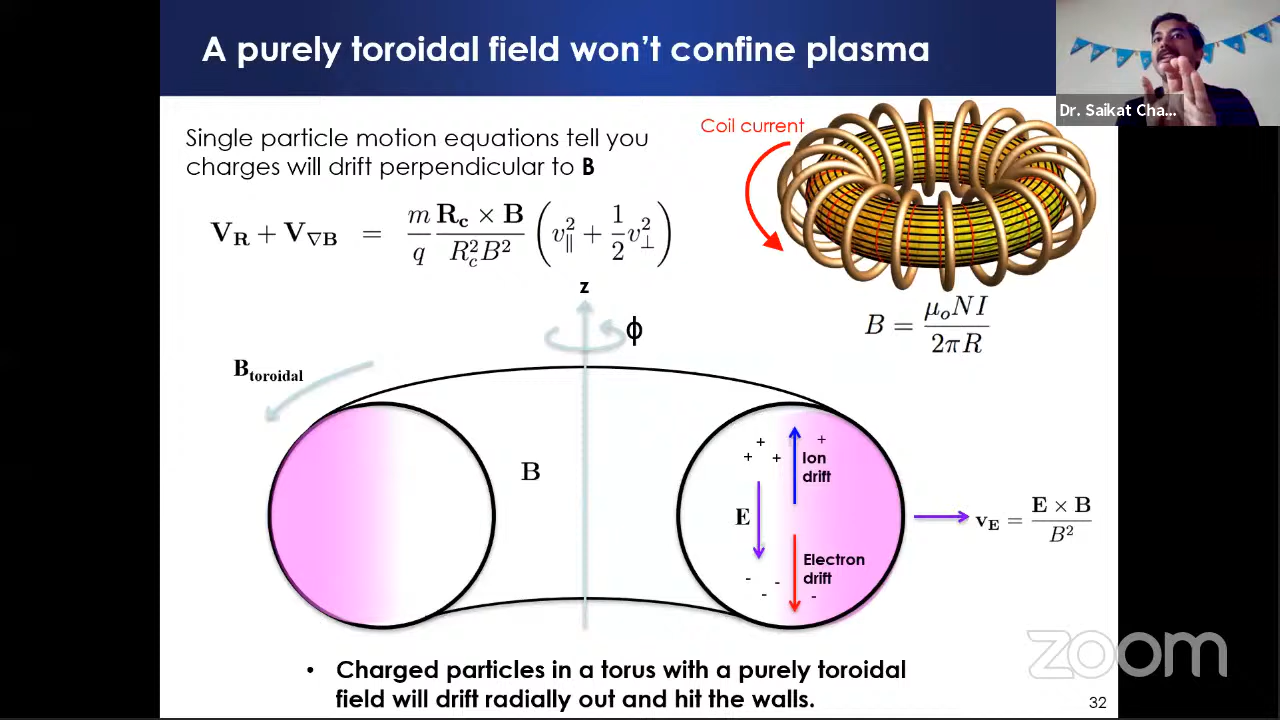 A purely toroidal field won't confine plasma
Dr. Saikat Cha...
Single particle motion equations tell you
charges will drift perpendicular to B
Coil current
V_R + V_∇B = m/q (R_c × B)/(R_c² B²) (v_∥² + 1/2 v_⊥²)
B = μ_o N I / 2πR
z
ϕ
B_toroidal
B
+ + + +
Ion
drift
E
v_E = E × B / B²
Electron
drift
- - - -
• Charged particles in a torus with a purely toroidal
field will drift radially out and hit the walls.
zoom
32